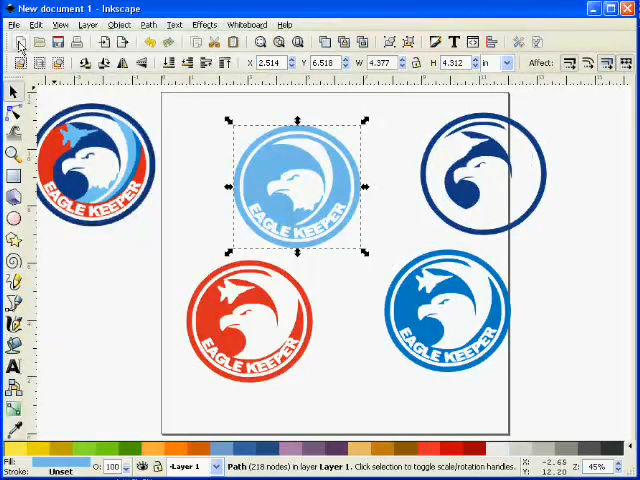 New document 1 - Inkscape
File Edit View Layer Object Path Text Effects Whiteboard Help
X 2.514 Y 6.518 W 4.377 H 4.312 in Affect:
EAGLE KEEPER
EAGLE KEEPER
EAGLE KEEPER
EAGLE KEEPER
Fill:
Stroke: Unset
O: 100
Layer 1
Path (218 nodes) in layer Layer 1. Click selection to toggle scale/rotation handles.
X: -2.65
Y: 12.20
Z: 45%